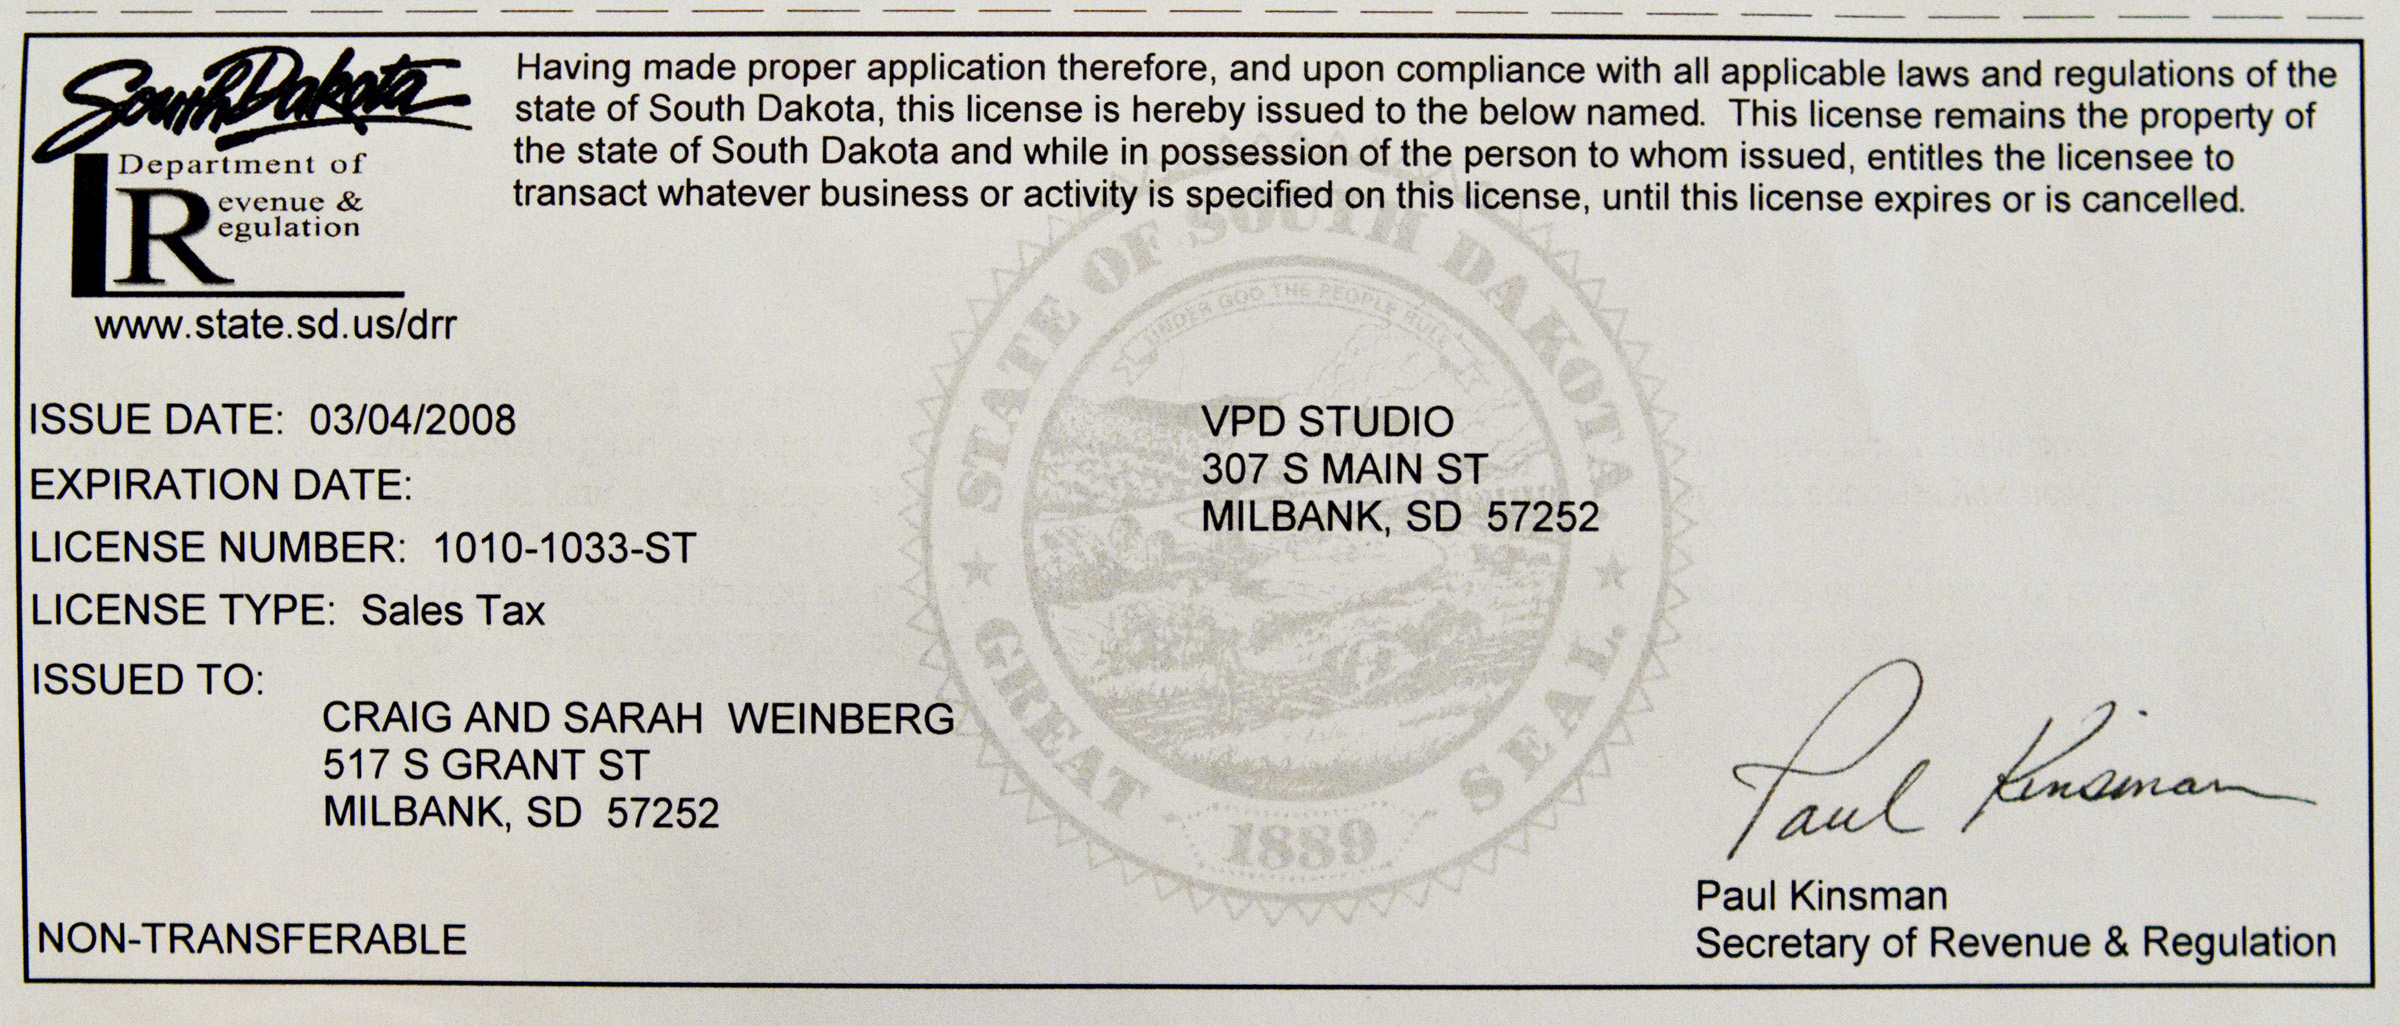 South Dakota
Department of
Revenue &
Regulation
www.state.sd.us/drr
Having made proper application therefore, and upon compliance with all applicable laws and regulations of the
state of South Dakota, this license is hereby issued to the below named.  This license remains the property of
the state of South Dakota and while in possession of the person to whom issued, entitles the licensee to
transact whatever business or activity is specified on this license, until this license expires or is cancelled.
STATE OF SOUTH DAKOTA
UNDER GOD THE PEOPLE RULE
GREAT SEAL
1889
ISSUE DATE:  03/04/2008
EXPIRATION DATE:
LICENSE NUMBER:  1010-1033-ST
LICENSE TYPE:  Sales Tax
ISSUED TO:
CRAIG AND SARAH  WEINBERG
517 S GRANT ST
MILBANK, SD  57252
NON-TRANSFERABLE
VPD STUDIO
307 S MAIN ST
MILBANK, SD  57252
Paul Kinsman
Paul Kinsman
Secretary of Revenue & Regulation